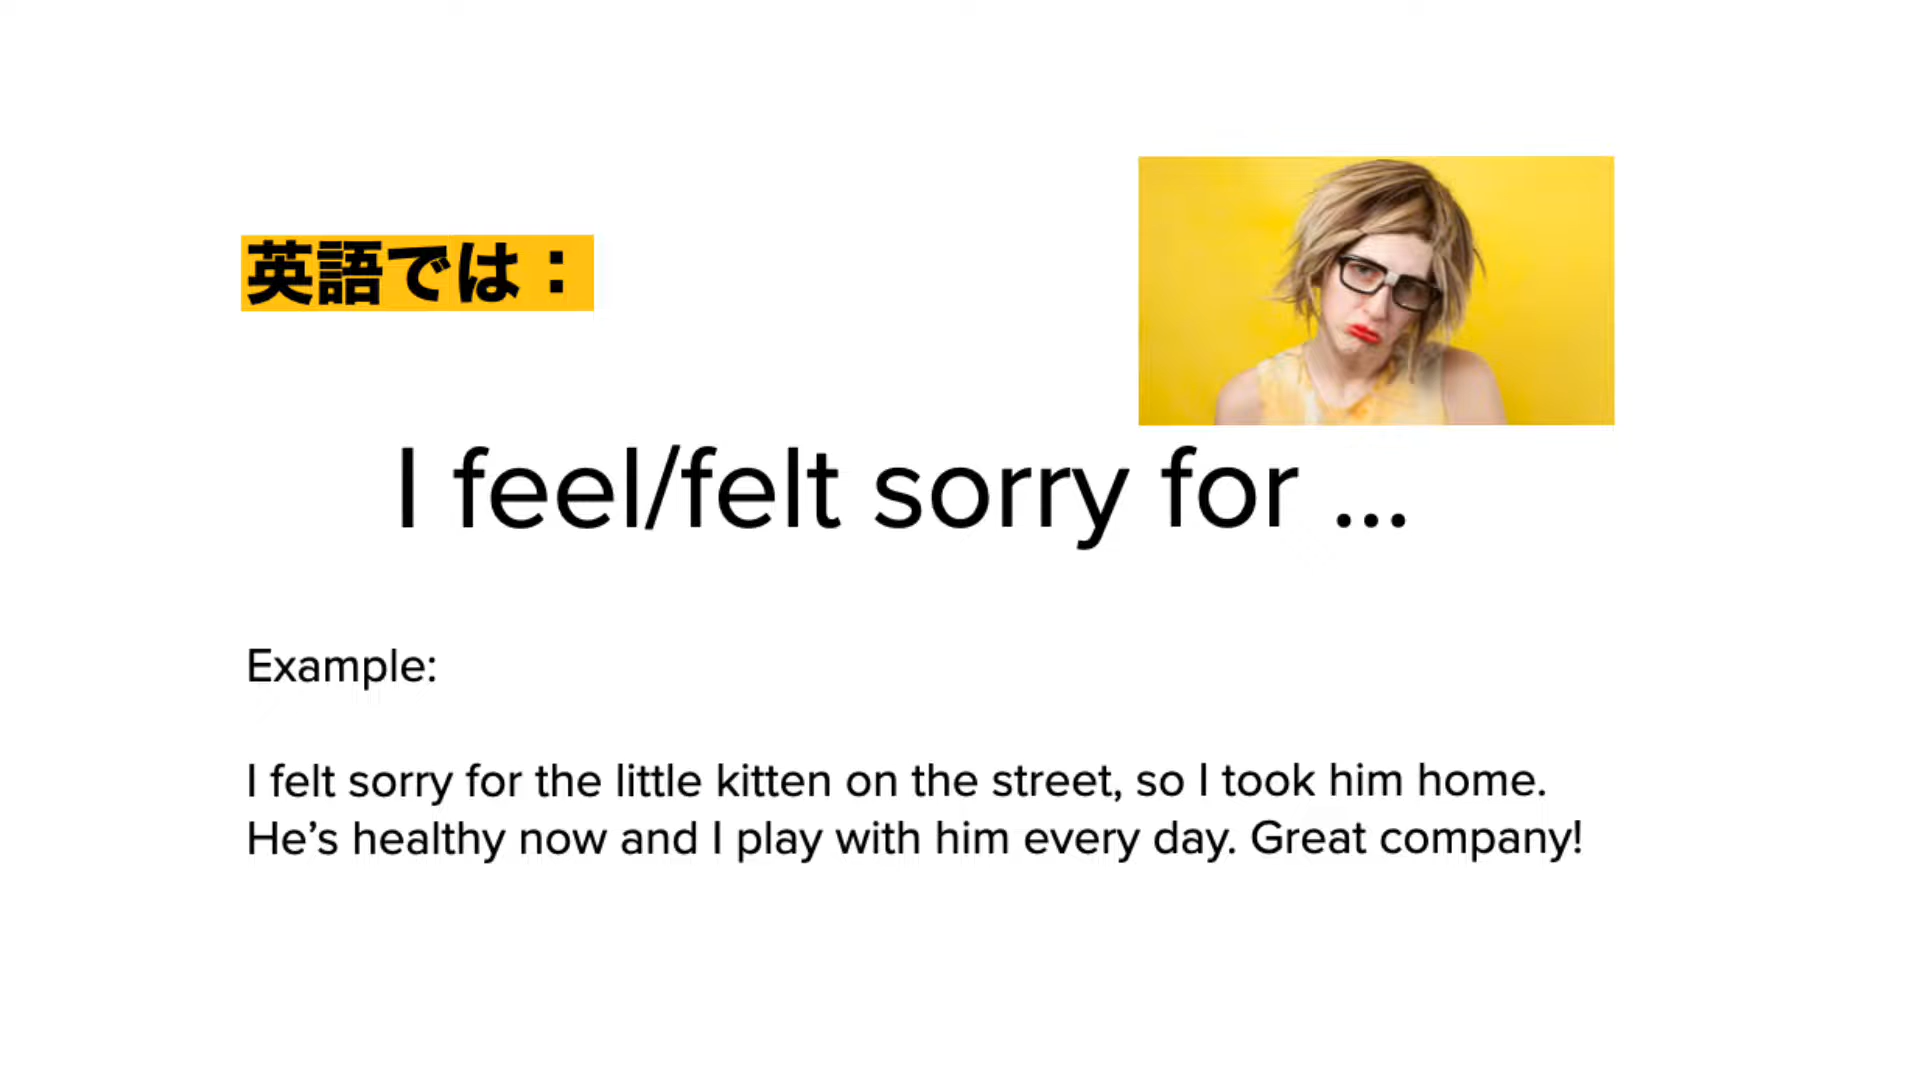 英語では：
I feel/felt sorry for ...
Example:
I felt sorry for the little kitten on the street, so I took him home.
He’s healthy now and I play with him every day. Great company!